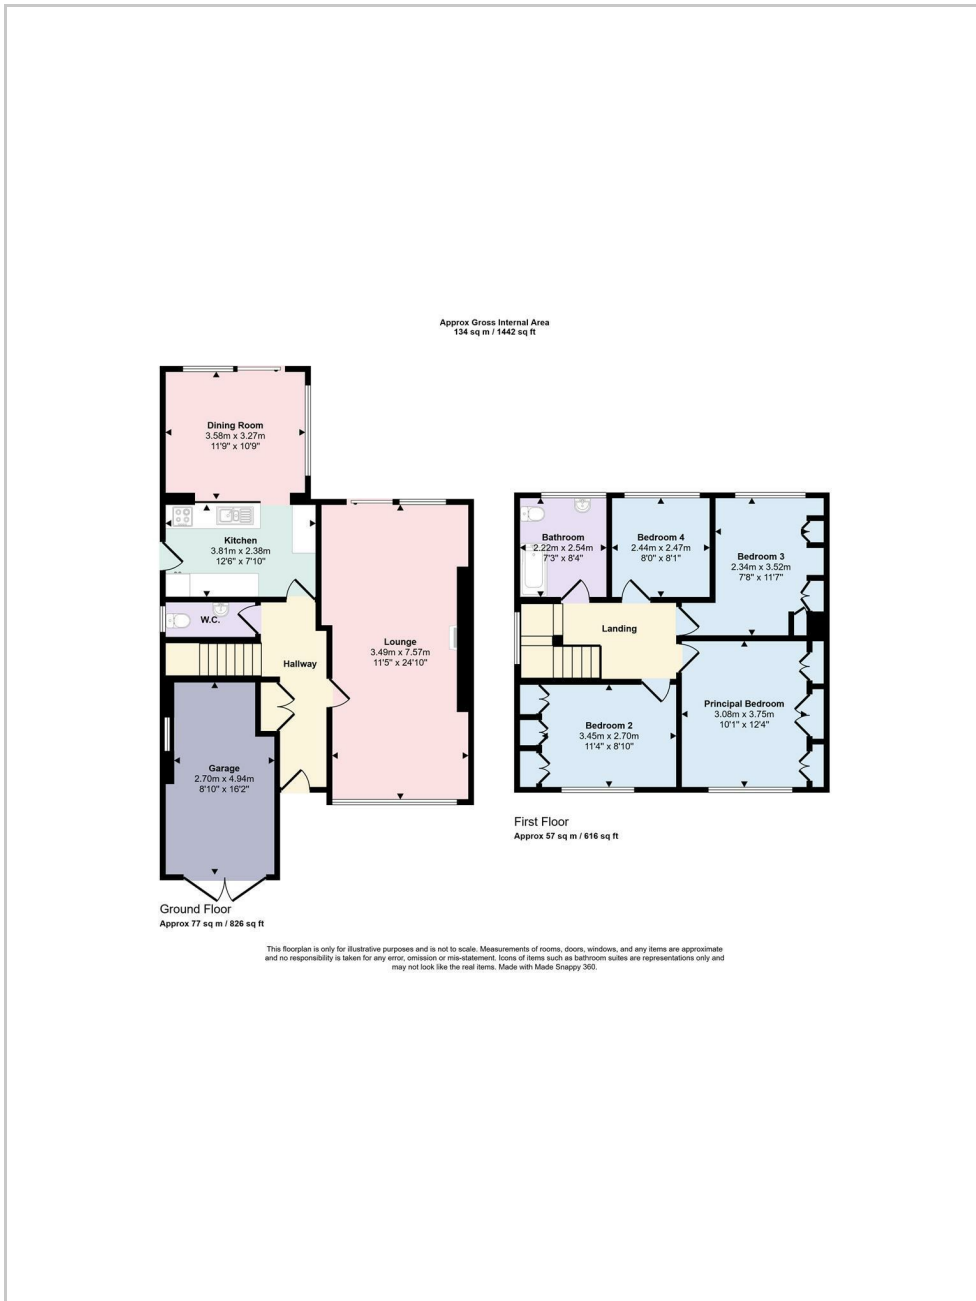 Approx Gross Internal Area
134 sq m / 1442 sq ft
Dining Room
3.58m x 3.27m
11'9" x 10'9"
Kitchen
3.81m x 2.38m
12'6" x 7'10"
W.C.
Hallway
Lounge
3.49m x 7.57m
11'5" x 24'10"
Garage
2.70m x 4.94m
8'10" x 16'2"
Ground Floor
Approx 77 sq m / 826 sq ft
Bathroom
2.22m x 2.54m
7'3" x 8'4"
Bedroom 4
2.44m x 2.47m
8'0" x 8'1"
Bedroom 3
2.34m x 3.52m
7'8" x 11'7"
Landing
Bedroom 2
3.45m x 2.70m
11'4" x 8'10"
Principal Bedroom
3.08m x 3.75m
10'1" x 12'4"
First Floor
Approx 57 sq m / 616 sq ft
This floorplan is only for illustrative purposes and is not to scale. Measurements of rooms, doors, windows, and any items are approximate
and no responsibility is taken for any error, omission or mis-statement. Icons of items such as bathroom suites are representations only and
may not look like the real items. Made with Made Snappy 360.